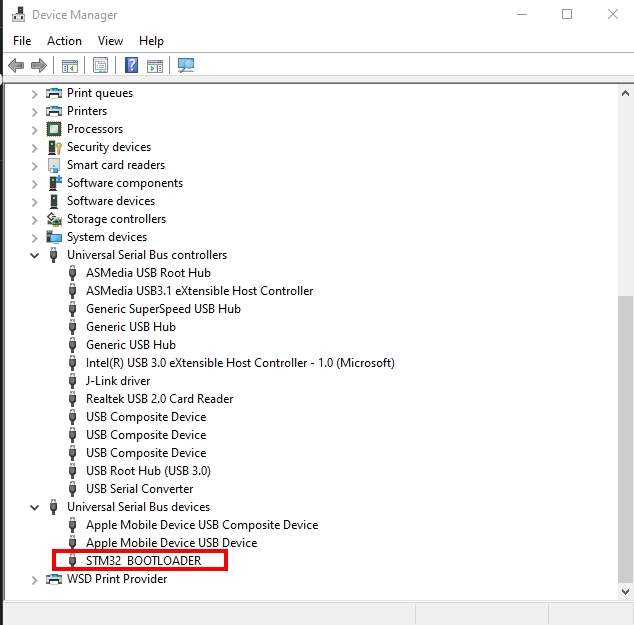 Device Manager
File Action View Help
Print queues
Printers
Processors
Security devices
Smart card readers
Software components
Software devices
Storage controllers
System devices
Universal Serial Bus controllers
ASMedia USB Root Hub
ASMedia USB3.1 eXtensible Host Controller
Generic SuperSpeed USB Hub
Generic USB Hub
Generic USB Hub
Intel(R) USB 3.0 eXtensible Host Controller - 1.0 (Microsoft)
J-Link driver
Realtek USB 2.0 Card Reader
USB Composite Device
USB Composite Device
USB Composite Device
USB Root Hub (USB 3.0)
USB Serial Converter
Universal Serial Bus devices
Apple Mobile Device USB Composite Device
Apple Mobile Device USB Device
STM32 BOOTLOADER
WSD Print Provider